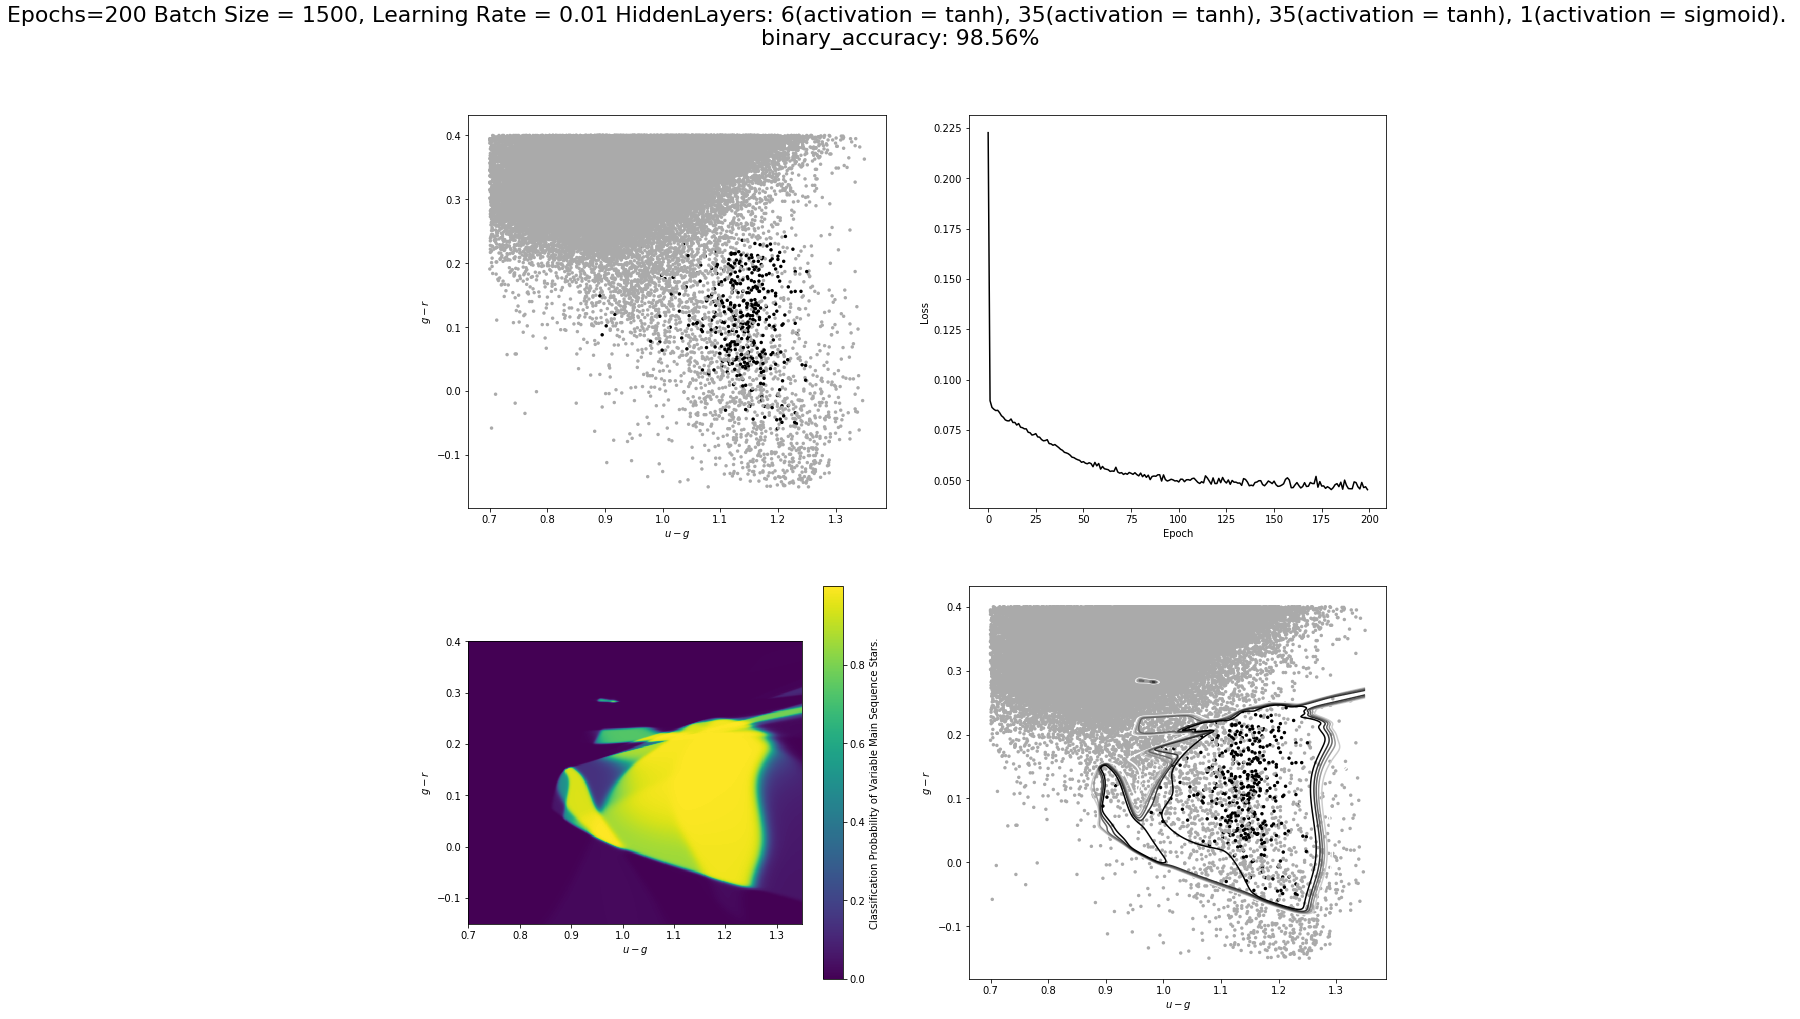 Epochs=200 Batch Size = 1500, Learning Rate = 0.01 HiddenLayers: 6(activation = tanh), 35(activation = tanh), 35(activation = tanh), 1(activation = sigmoid).
binary_accuracy: 98.56%
0.4
0.3
0.2
0.1
0.0
−0.1
g − r
0.7 0.8 0.9 1.0 1.1 1.2 1.3
u − g
0.225
0.200
0.175
0.150
0.125
0.100
0.075
0.050
Loss
0 25 50 75 100 125 150 175 200
Epoch
0.4
0.3
0.2
0.1
0.0
−0.1
g − r
0.7 0.8 0.9 1.0 1.1 1.2 1.3
u − g
0.8
0.6
0.4
0.2
0.0
Classification Probability of Variable Main Sequence Stars.
0.4
0.3
0.2
0.1
0.0
−0.1
g − r
0.7 0.8 0.9 1.0 1.1 1.2 1.3
u − g